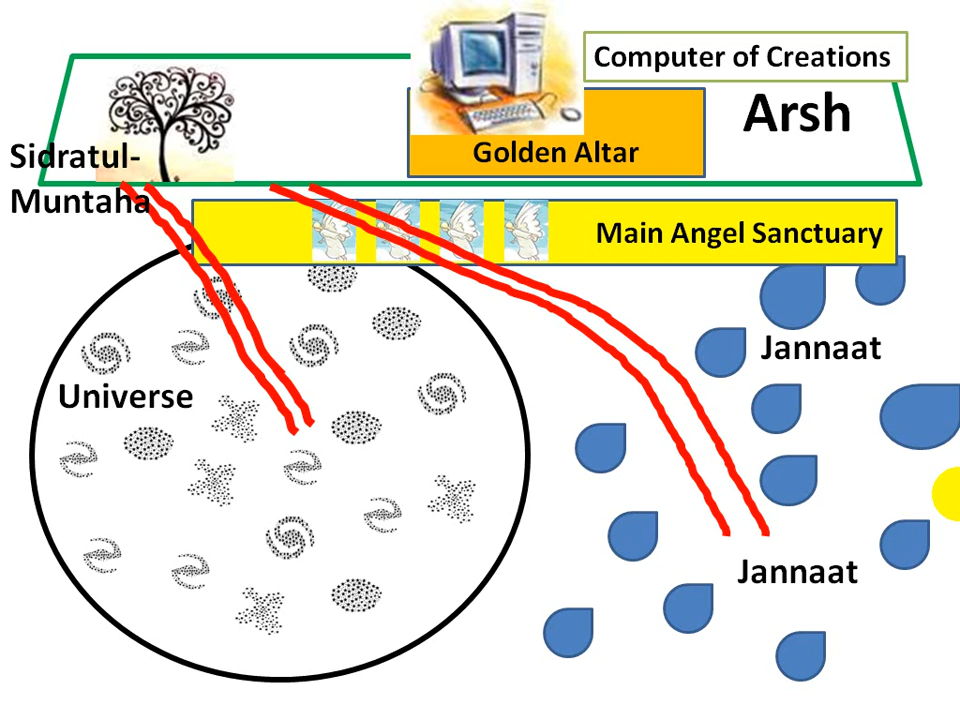 Computer of Creations
Arsh
Golden Altar
Sidratul-
Muntaha
Main Angel Sanctuary
Jannaat
Universe
Jannaat